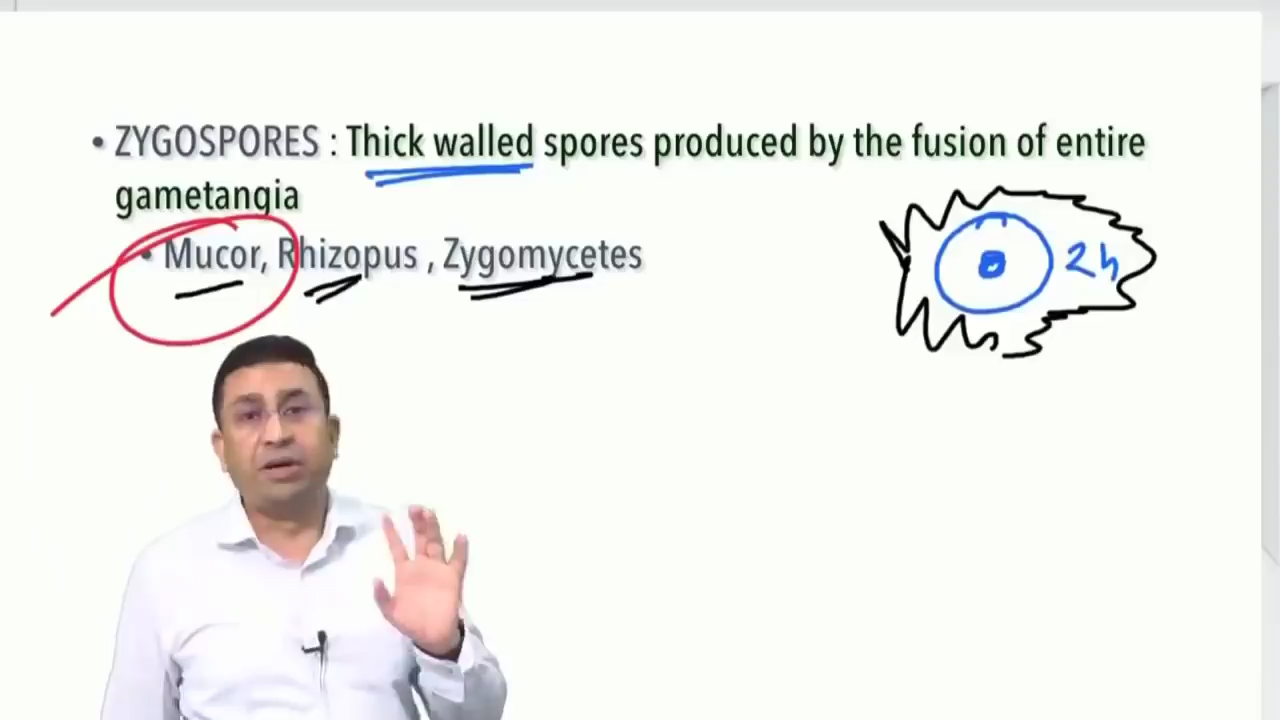 • ZYGOSPORES : Thick walled spores produced by the fusion of entire
gametangia
• Mucor, Rhizopus , Zygomycetes
2n